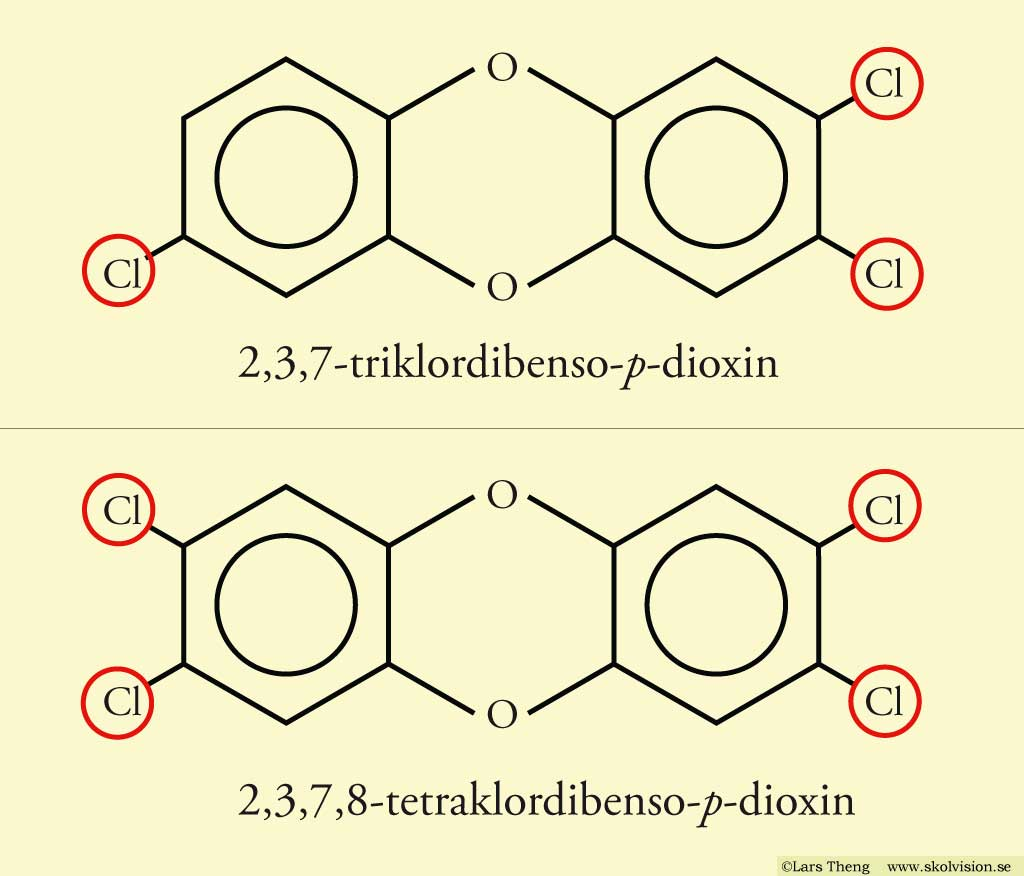 O
Cl
Cl
Cl
O
2,3,7-triklordibenso-p-dioxin
Cl
O
Cl
Cl
O
Cl
2,3,7,8-tetraklordibenso-p-dioxin
©Lars Theng www.skolvision.se